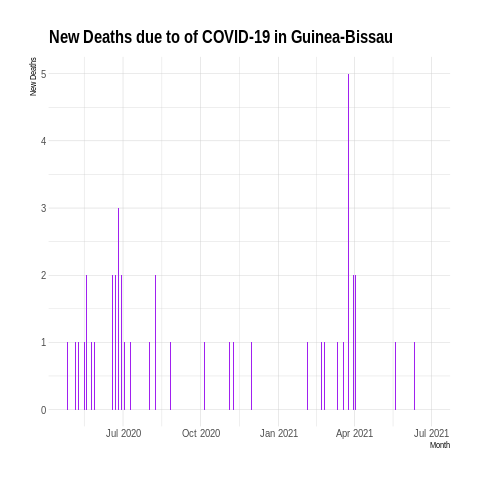 New Deaths due to of COVID-19 in Guinea-Bissau
New Deaths
5
4
3
2
1
0
Jul 2020 Oct 2020 Jan 2021 Apr 2021 Jul 2021
Month